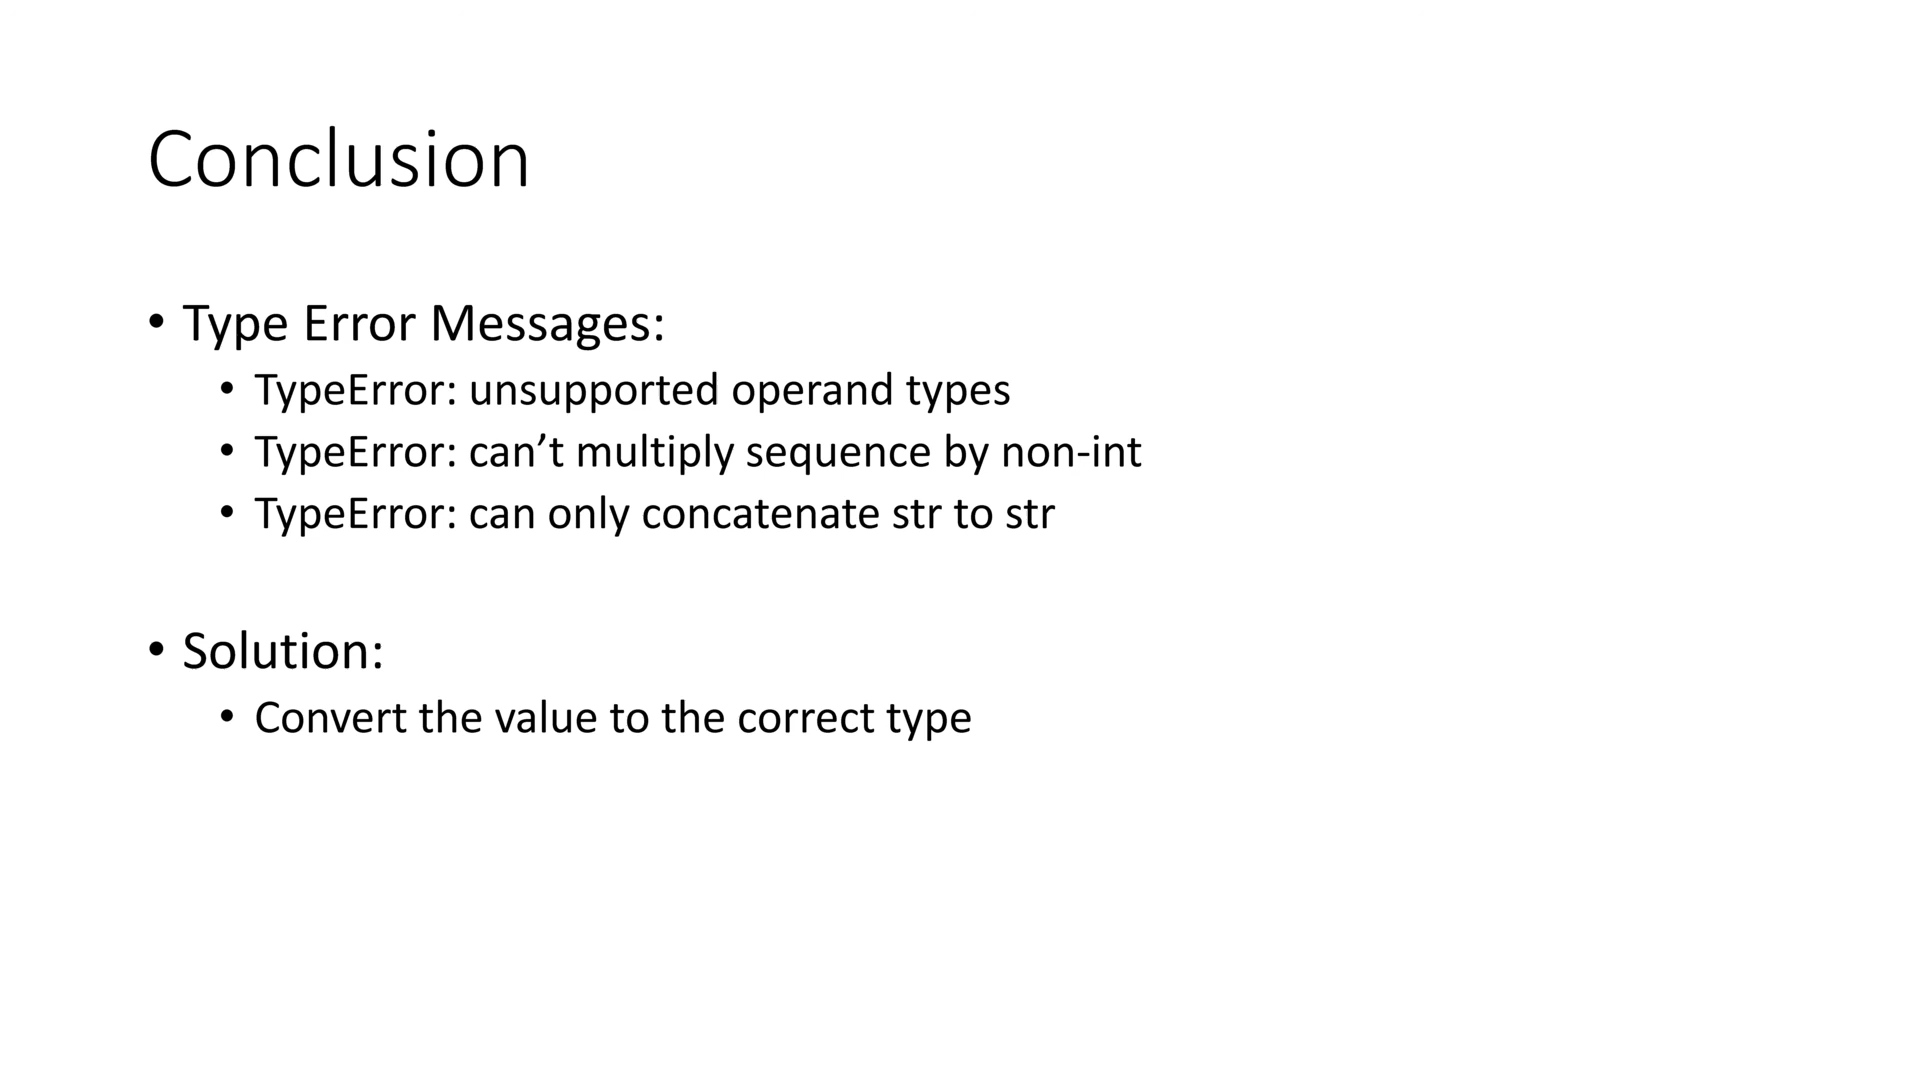 Conclusion
• Type Error Messages:
• TypeError: unsupported operand types
• TypeError: can’t multiply sequence by non-int
• TypeError: can only concatenate str to str
• Solution:
• Convert the value to the correct type